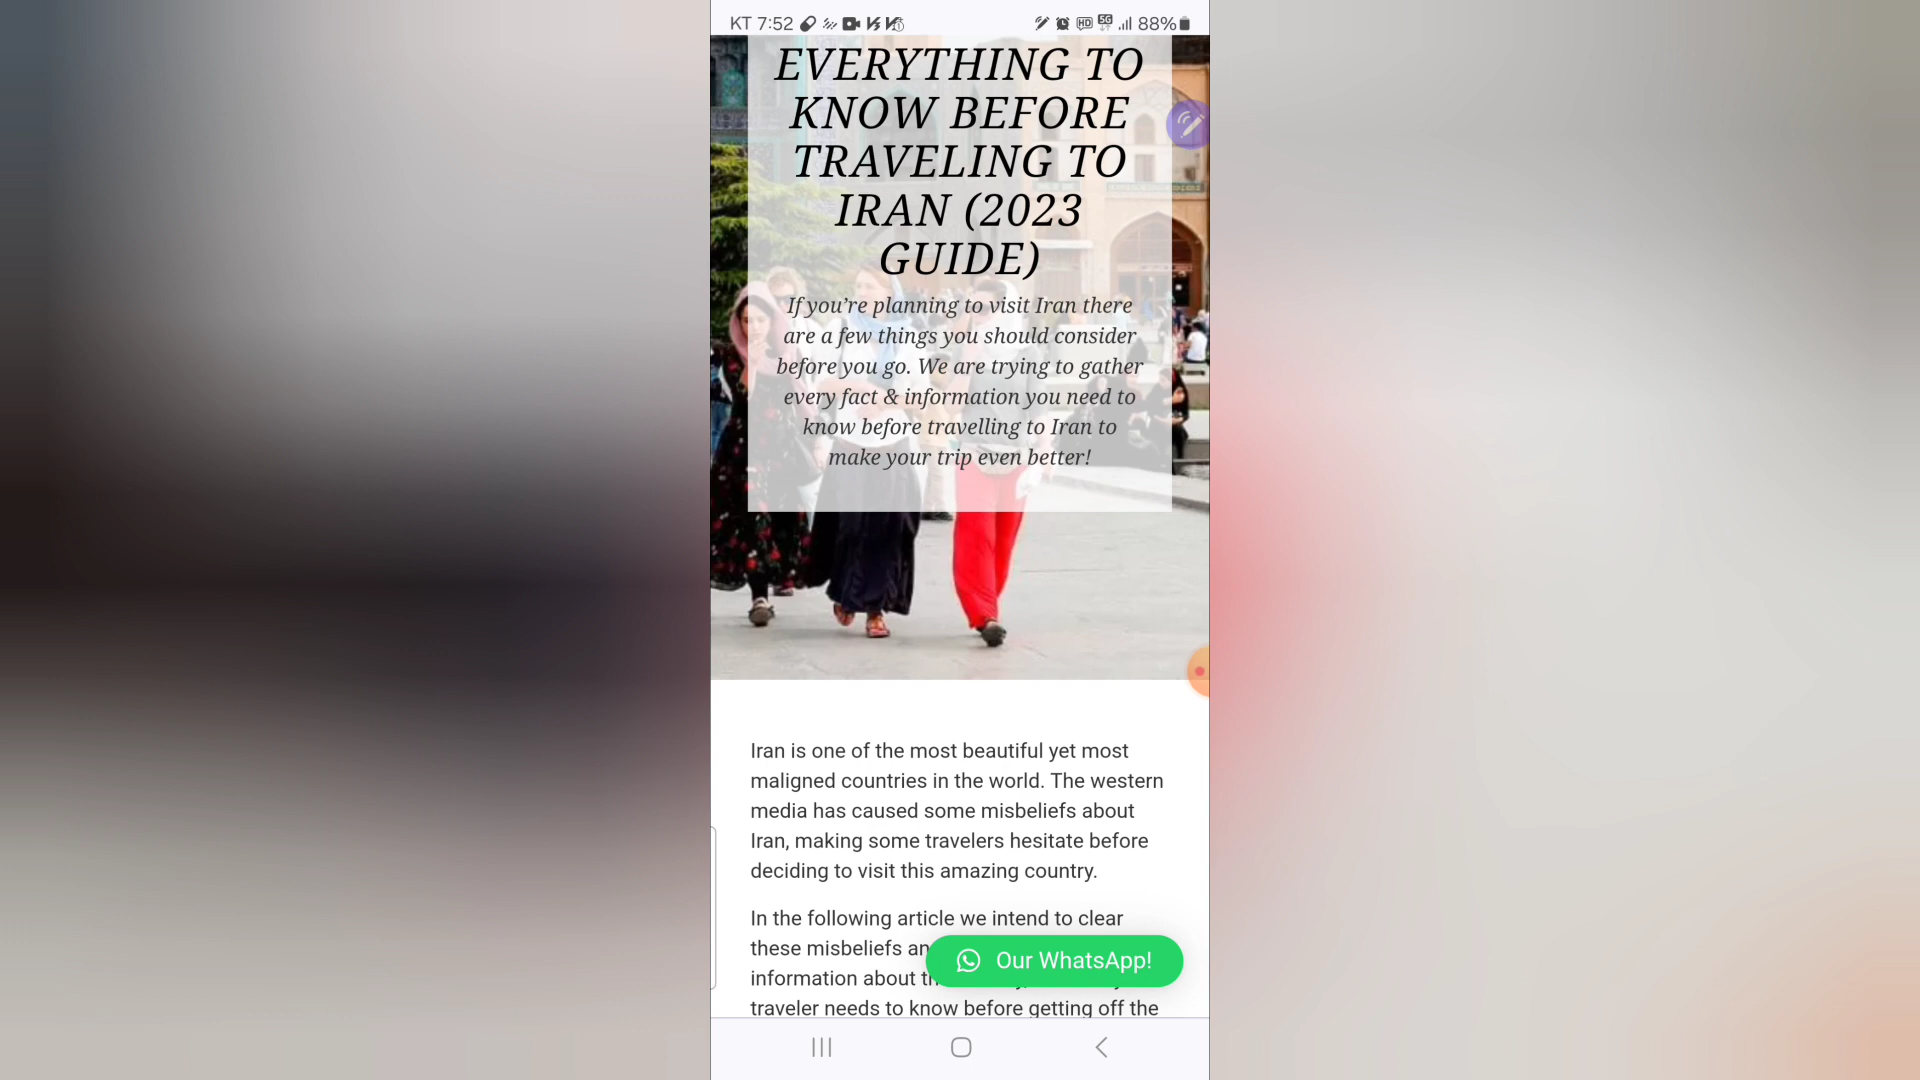 KT 7:52
HD 5G 88%
EVERYTHING TO
KNOW BEFORE
TRAVELING TO
IRAN (2023
GUIDE)
If you’re planning to visit Iran there
are a few things you should consider
before you go. We are trying to gather
every fact & information you need to
know before travelling to Iran to
make your trip even better!
Iran is one of the most beautiful yet most
maligned countries in the world. The western
media has caused some misbeliefs about
Iran, making some travelers hesitate before
deciding to visit this amazing country.
In the following article we intend to clear
these misbeliefs
information about
Our WhatsApp!
traveler needs to know before getting off the